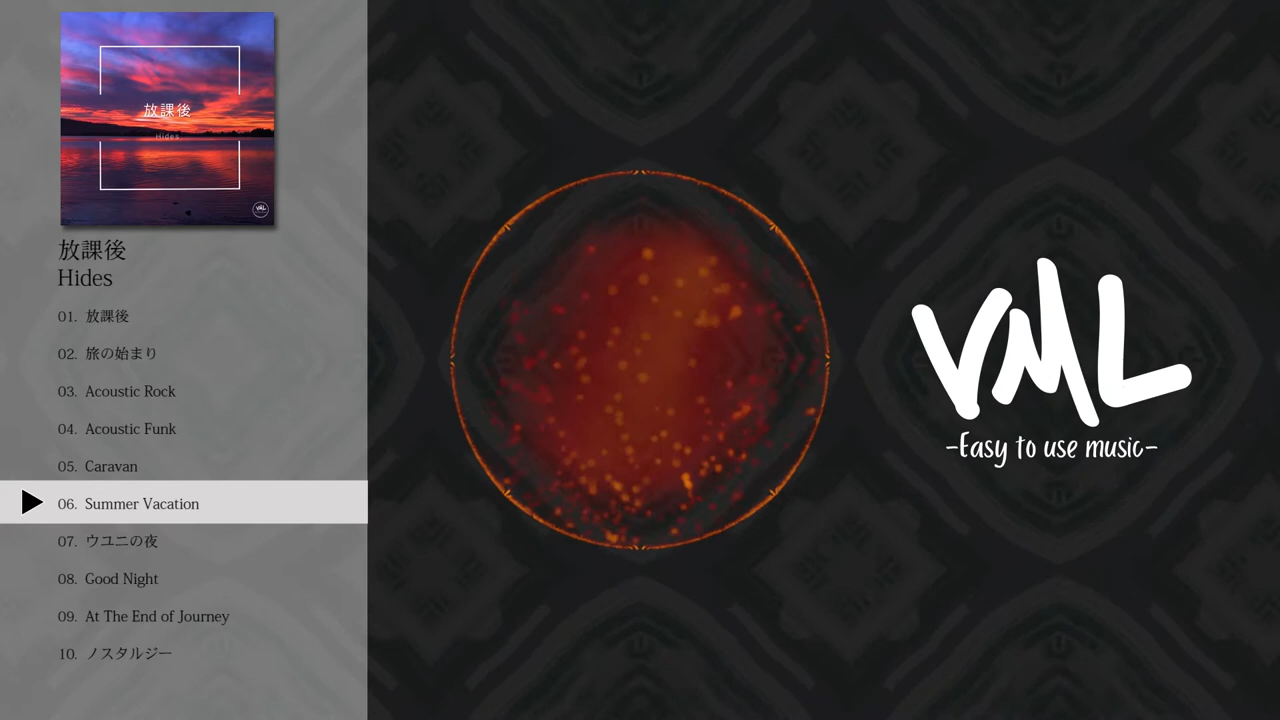 放課後
Hides
VML
放課後
Hides
01. 放課後
02. 旅の始まり
03. Acoustic Rock
04. Acoustic Funk
05. Caravan
06. Summer Vacation
07. ウユニの夜
08. Good Night
09. At The End of Journey
10. ノスタルジー
VML
-Easy to use music-